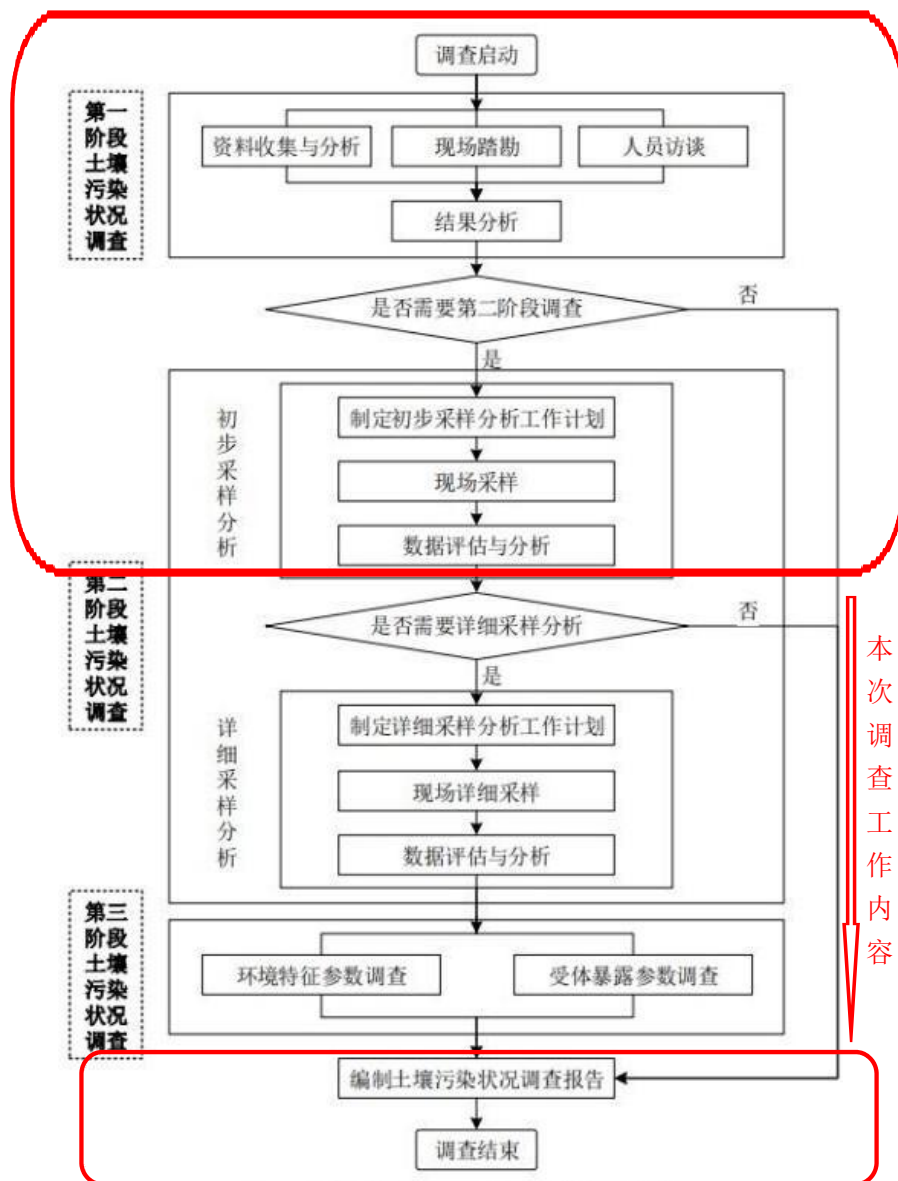 调查启动
第一
阶段
土壤
污染
状况
调查
资料收集与分析
现场踏勘
人员访谈
结果分析
是否需要第二阶段调查
否
是
初步采样分析
制定初步采样分析工作计划
现场采样
数据评估与分析
第二
阶段
土壤
污染
状况
调查
是否需要详细采样分析
否
是
详细采样分析
制定详细采样分析工作计划
现场详细采样
数据评估与分析
本次调查工作内容
第三
阶段
土壤
污染
状况
调查
环境特征参数调查
受体暴露参数调查
编制土壤污染状况调查报告
调查结束